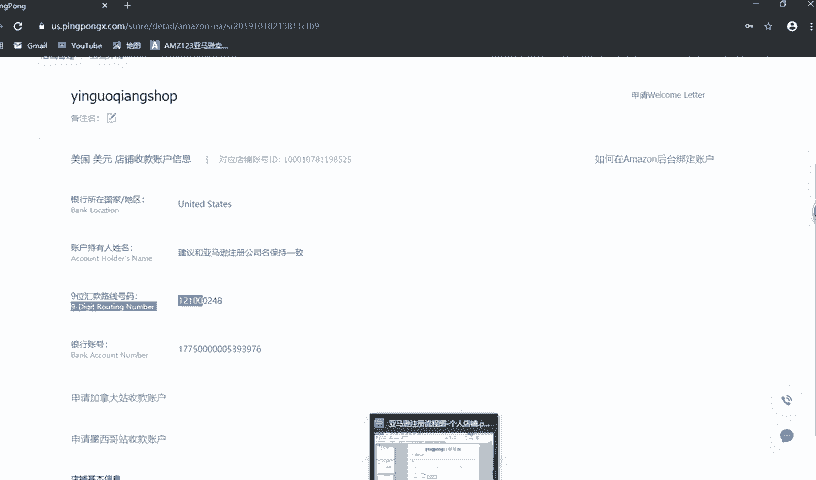 us.pingpongx.com/store/detail/amazon-na/
Gmail YouTube 地图 AMZ123亚马逊卖...
yinguoqiangshop
申请Welcome Letter
备注名：
美国 美元 店铺收款账户信息 对应店铺账号ID:
如何在Amazon后台绑定账户
银行所在国家/地区： United States
Bank Location
账户持有人姓名： 建议和亚马逊注册公司名保持一致
Account Holder's Name
9位汇款路线号码： 121000248
9-Digit Routing Number
银行账号： 17750000005393976
Bank Account Number
申请加拿大站收款账户
申请墨西哥站收款账户
店铺基本信息
亚马逊注册流程图-个人店铺.p...